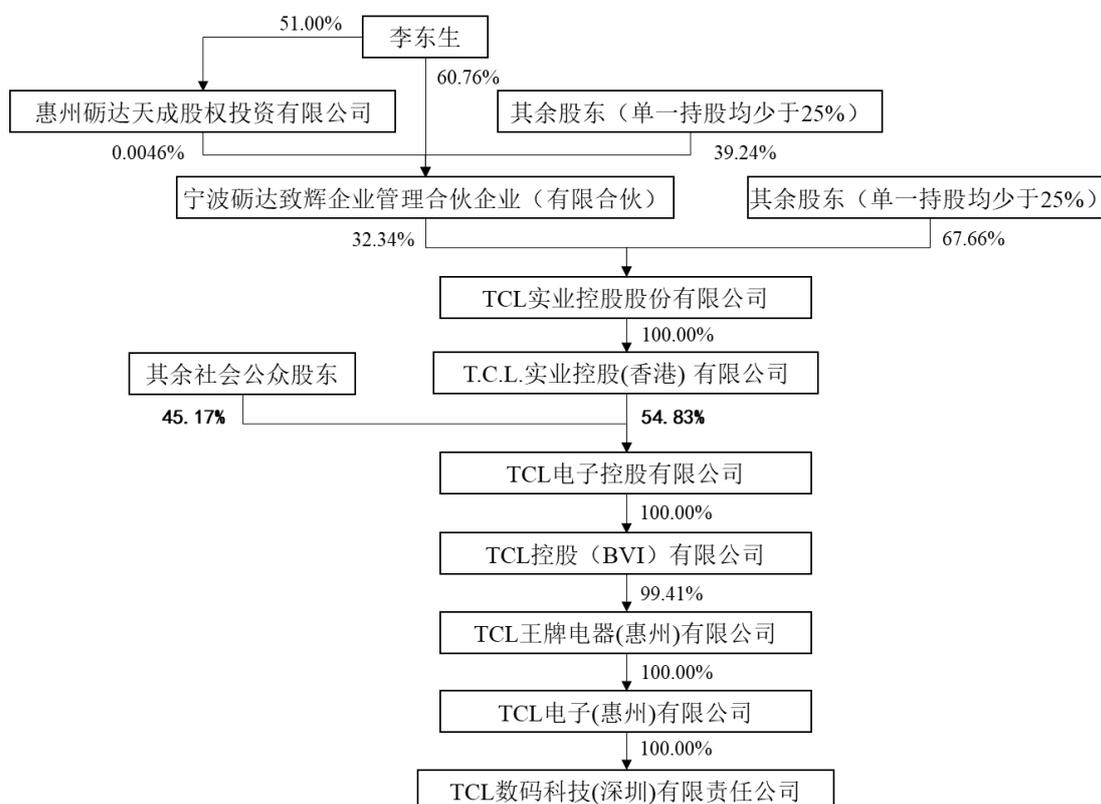 51.00%
李东生
60.76%
惠州砺达天成股权投资有限公司
其余股东（单一持股均少于25%）
0.0046%
39.24%
宁波砺达致辉企业管理合伙企业（有限合伙）
其余股东（单一持股均少于25%）
32.34%
67.66%
TCL实业控股股份有限公司
100.00%
其余社会公众股东
T.C.L.实业控股(香港) 有限公司
45.17%
54.83%
TCL电子控股有限公司
100.00%
TCL控股（BVI）有限公司
99.41%
TCL王牌电器(惠州)有限公司
100.00%
TCL电子(惠州)有限公司
100.00%
TCL数码科技(深圳)有限责任公司